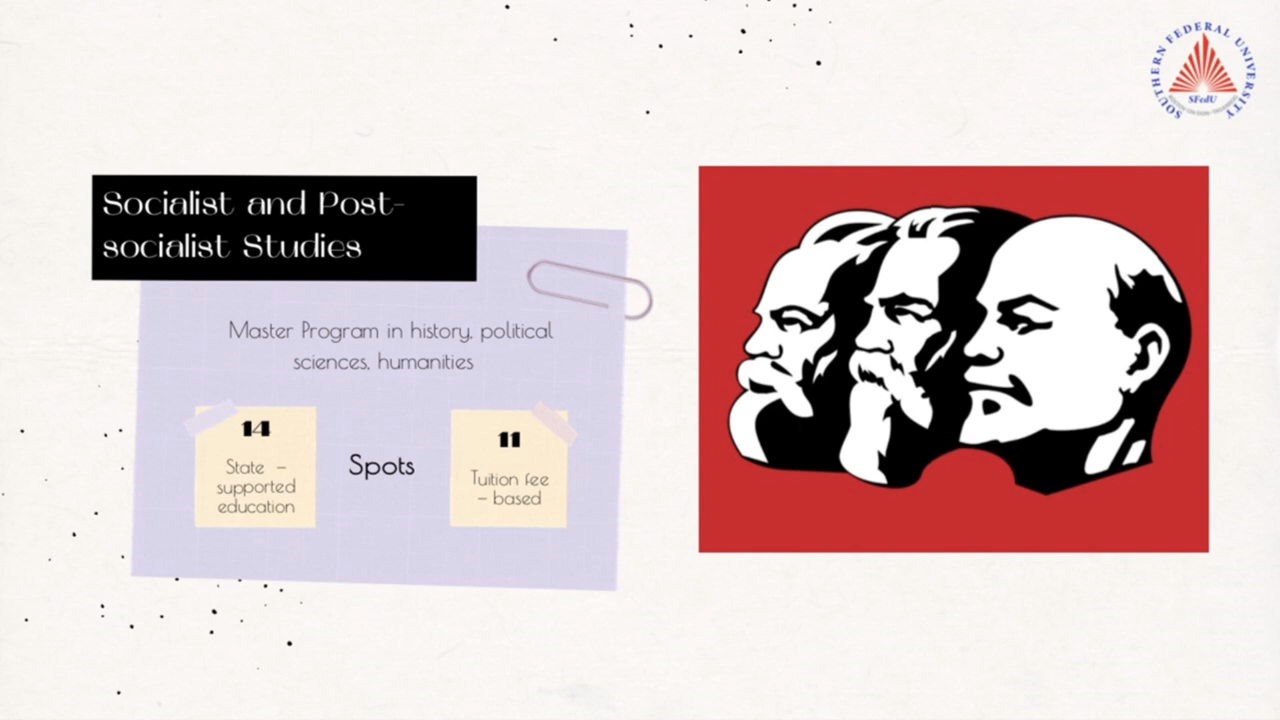 SOUTHERN FEDERAL UNIVERSITY
SFedU
Socialist and Post-
socialist Studies
Master Program in history, political
sciences, humanities
14
State –
supported
education
Spots
11
Tuition fee
– based